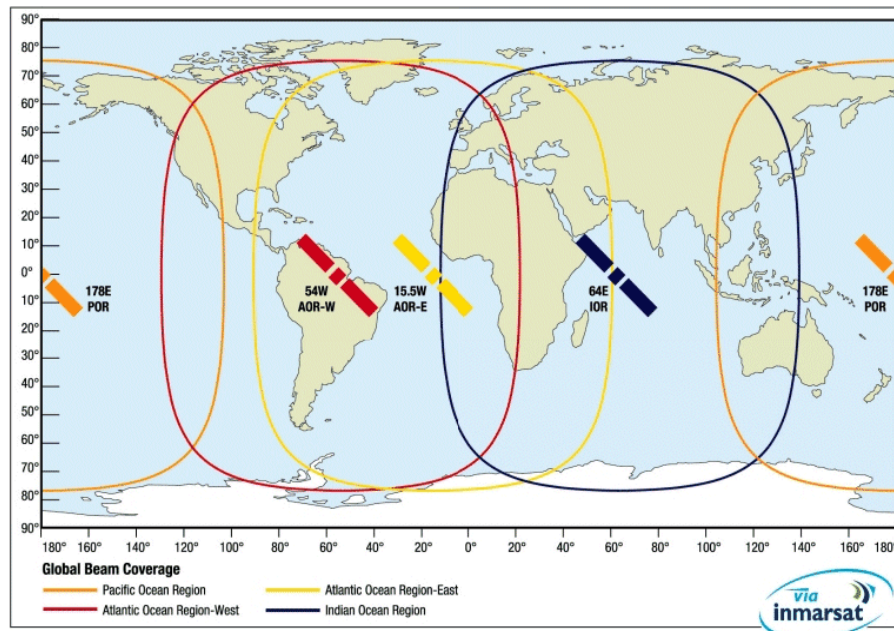 90°
80°
70°
60°
50°
40°
30°
20°
10°
0°
10°
20°
30°
40°
50°
60°
70°
80°
90°
178E
POR
54W
AOR-W
15.5W
AOR-E
64E
IOR
178E
POR
180° 160° 120° 100° 80° 60° 40° 20° 0° 20° 40° 60° 80° 100° 120° 140° 160° 180
Global Beam Coverage
Pacific Ocean Region
Atlantic Ocean Region-East
Atlantic Ocean Region-West
Indian Ocean Region
via
inmarsat